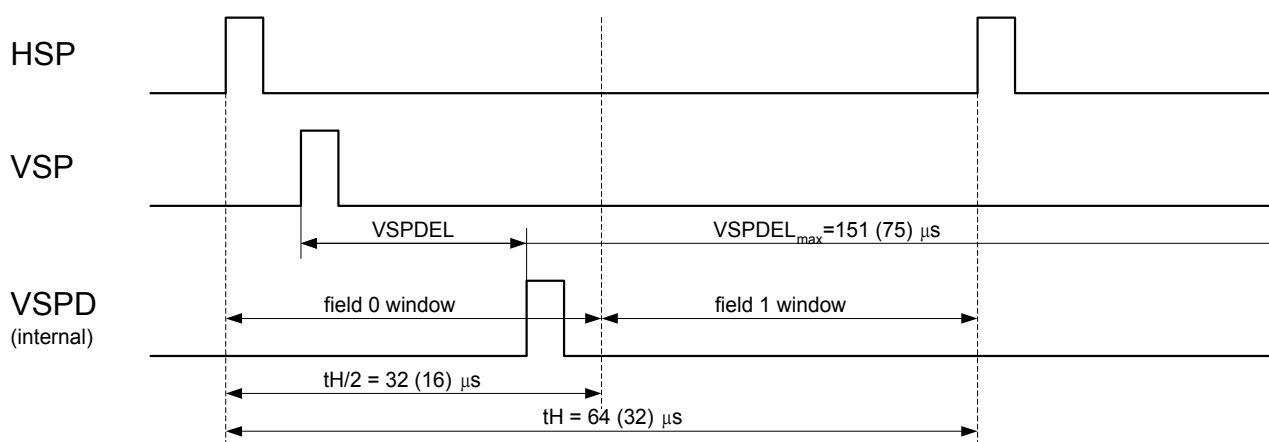 HSP
VSP
VSPDEL
VSPDELmax=151 (75) μs
VSPD
(internal)
field 0 window
field 1 window
tH/2 = 32 (16) μs
tH = 64 (32) μs